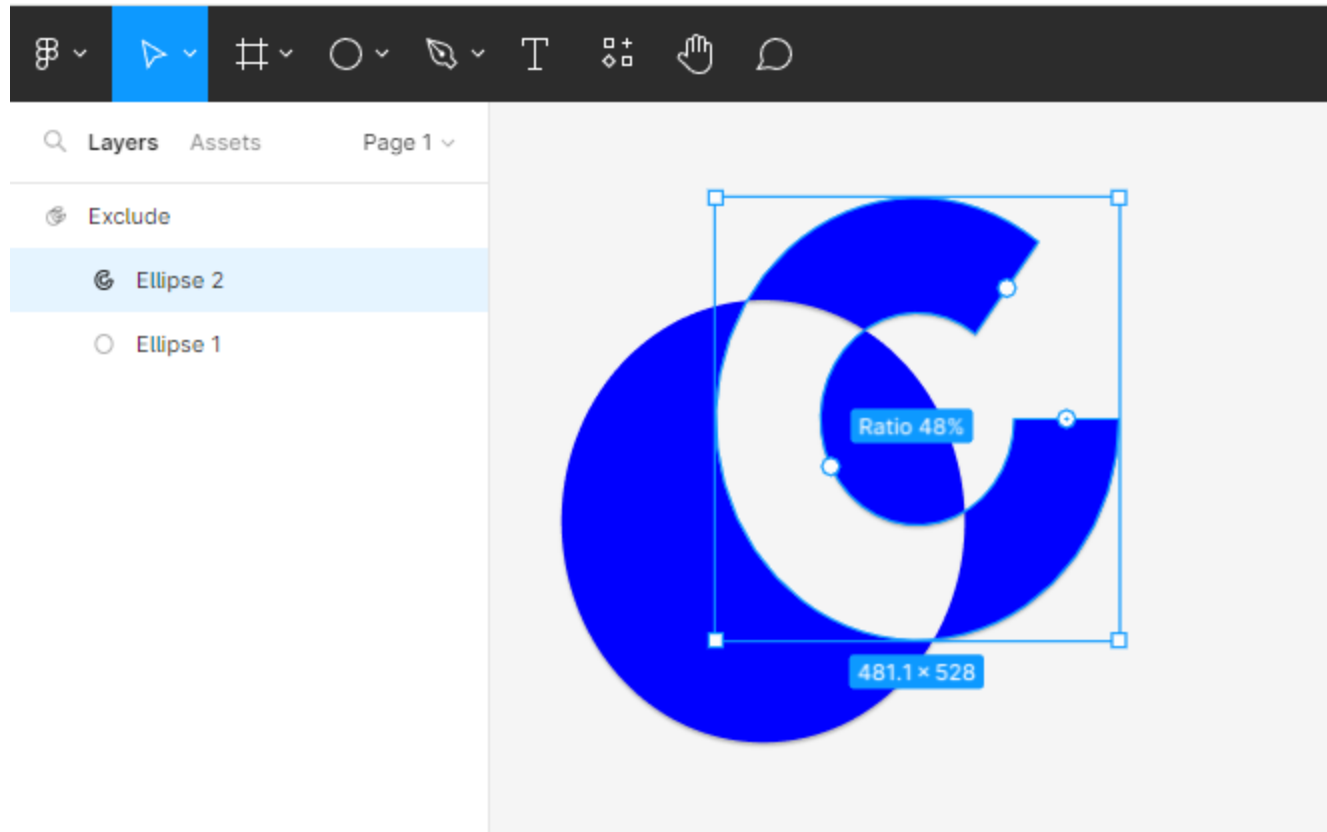 T
Layers Assets Page 1
Exclude
Ellipse 2
Ellipse 1
Ratio 48%
481.1 × 528